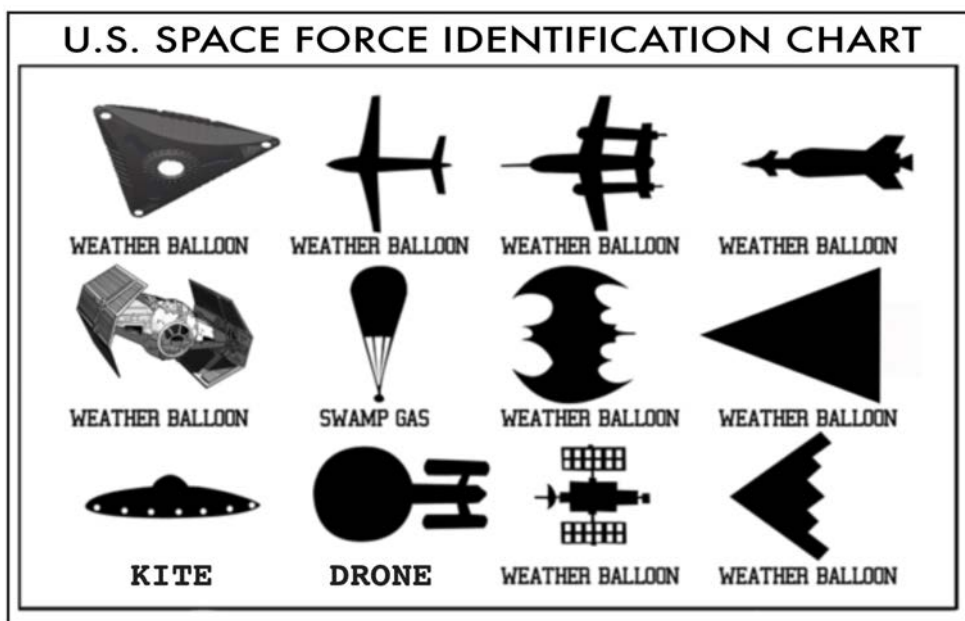 U.S. SPACE FORCE IDENTIFICATION CHART
WEATHER BALLOON WEATHER BALLOON WEATHER BALLOON WEATHER BALLOON
WEATHER BALLOON SWAMP GAS WEATHER BALLOON WEATHER BALLOON
KITE DRONE WEATHER BALLOON WEATHER BALLOON